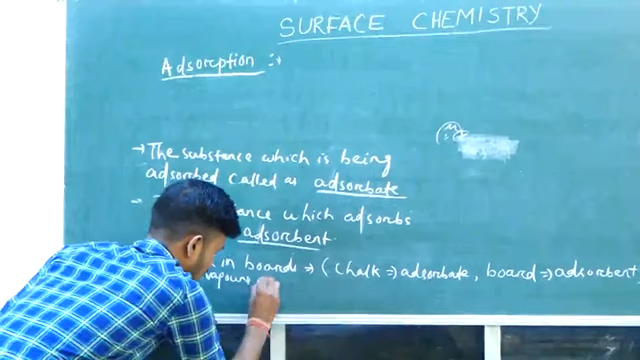 SURFACE CHEMISTRY
Adsorption :→
→ The substance which is being
adsorbed called as adsorbate
→ ance which adsorbs
adsorbent.
in boards ⇒ ( Chalk ⇒ adsorbate, board ⇒ adsorbent
vapours